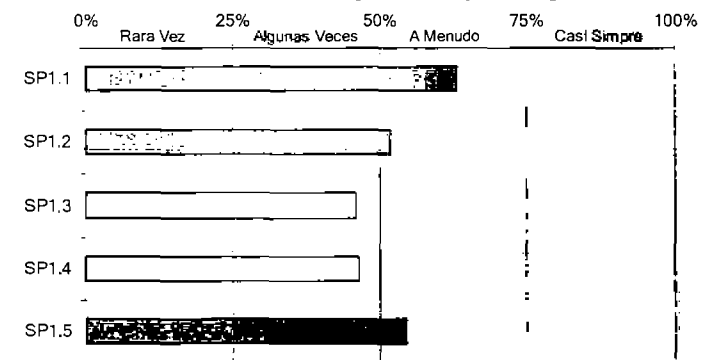 0% 25% 50% 75% 100%
Rara Vez Algunas Veces A Menudo Casi Simpre
SP1.1
SP1.2
SP1.3
SP1.4
SP1.5